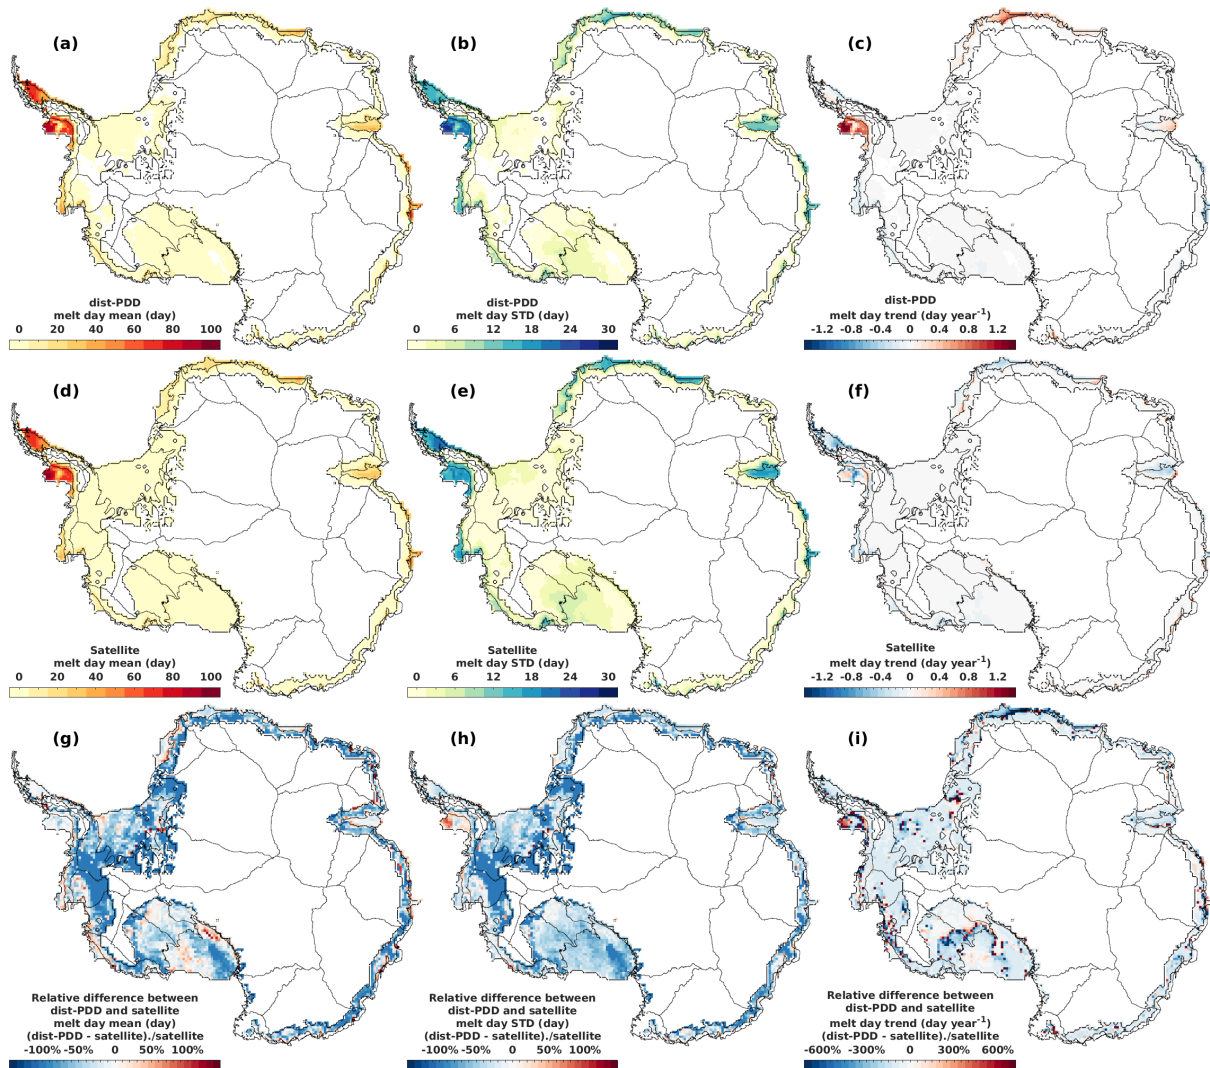 (a)
(b)
(c)
dist-PDD
melt day mean (day)
0 20 40 60 80 100
dist-PDD
melt day STD (day)
0 6 12 18 24 30
dist-PDD
melt day trend (day year-1)
-1.2 -0.8 -0.4 0 0.4 0.8 1.2
(d)
(e)
(f)
Satellite
melt day mean (day)
0 20 40 60 80 100
Satellite
melt day STD (day)
0 6 12 18 24 30
Satellite
melt day trend (day year-1)
-1.2 -0.8 -0.4 0 0.4 0.8 1.2
(g)
(h)
(i)
Relative difference between
dist-PDD and satellite
melt day mean (day)
(dist-PDD - satellite)./satellite
-100% -50% 0 50% 100%
Relative difference between
dist-PDD and satellite
melt day STD (day)
(dist-PDD - satellite)./satellite
-100% -50% 0 50% 100%
Relative difference between
dist-PDD and satellite
melt day trend (day year-1)
(dist-PDD - satellite)./satellite
-600% -300% 0 300% 600%